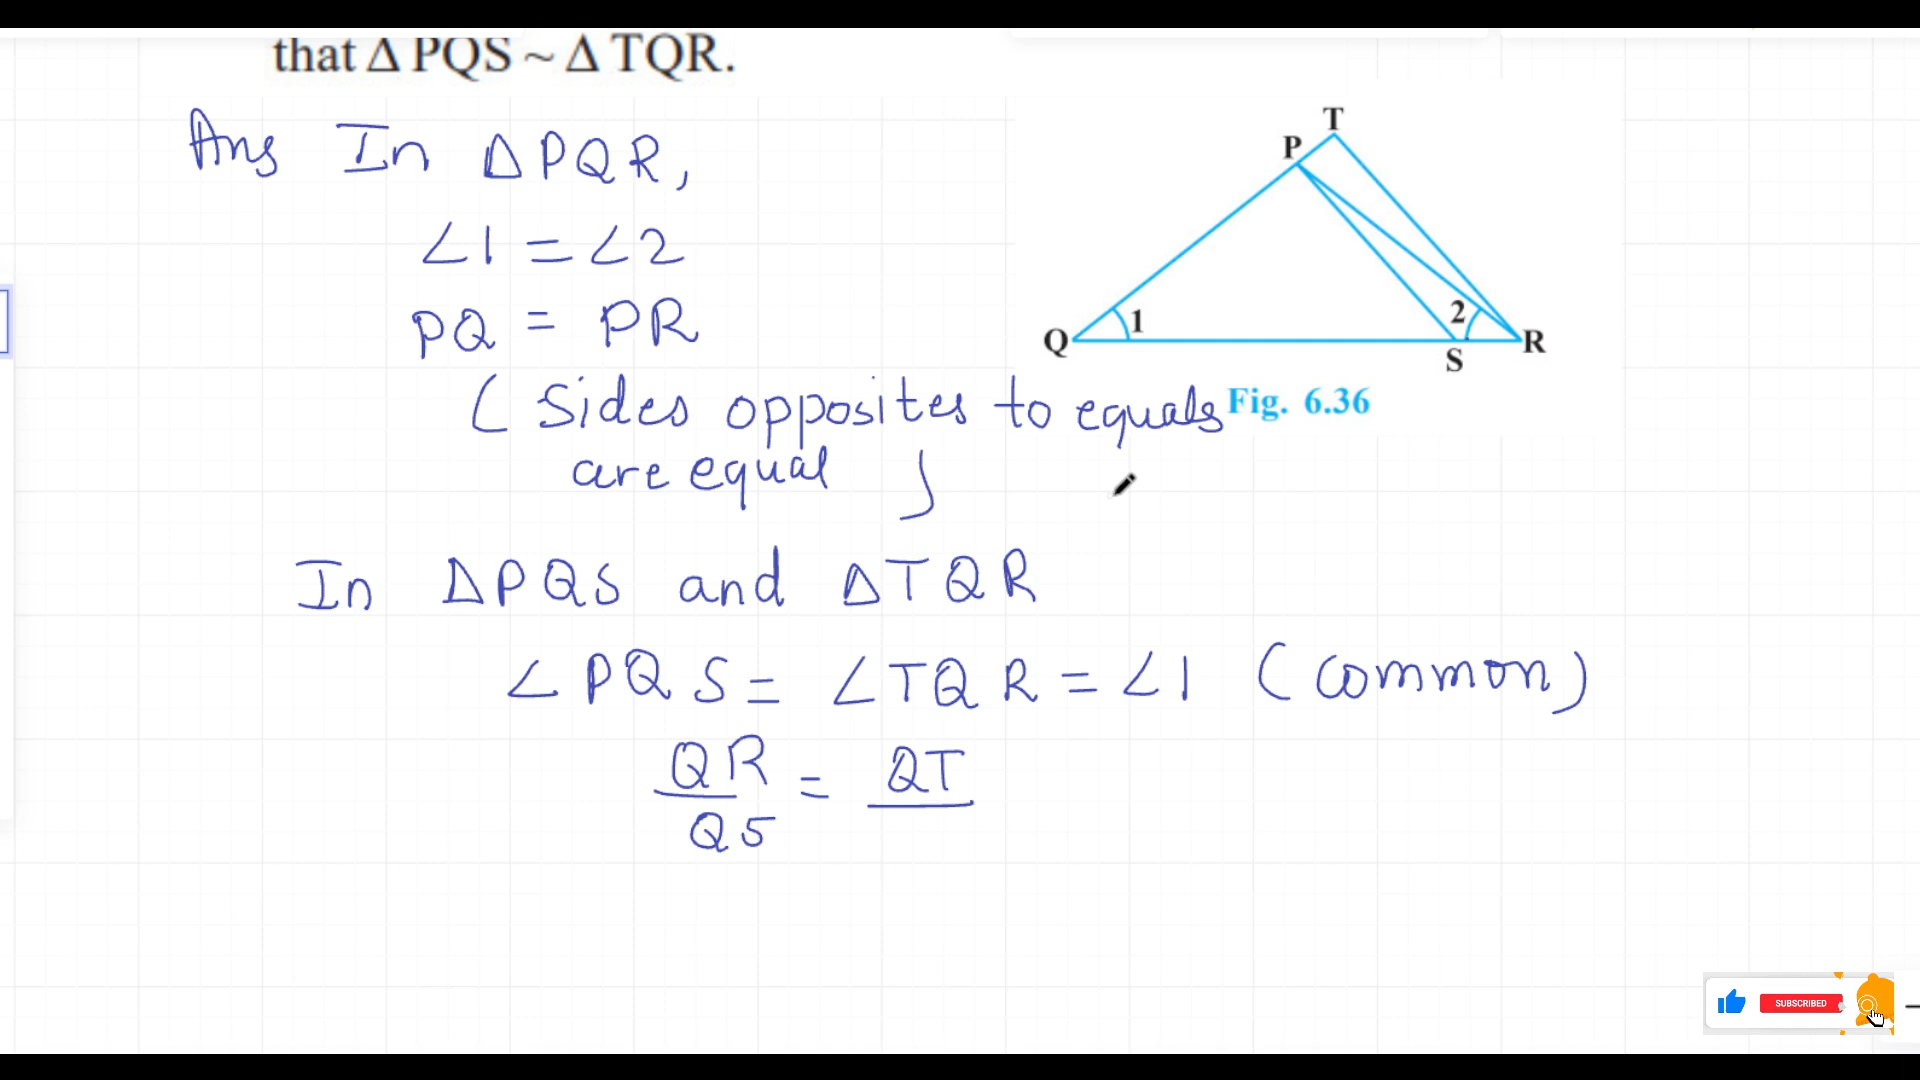 that Δ PQS ~ Δ TQR.
Ans In ΔPQR,
∠1 = ∠2
PQ = PR
(Sides opposites to equals
are equal)
T
P
1
2
Q
R
S
Fig. 6.36
In ΔPQS and ΔTQR
∠PQS = ∠TQR = ∠1 (Common)
QR = QT
QS
SUBSCRIBED